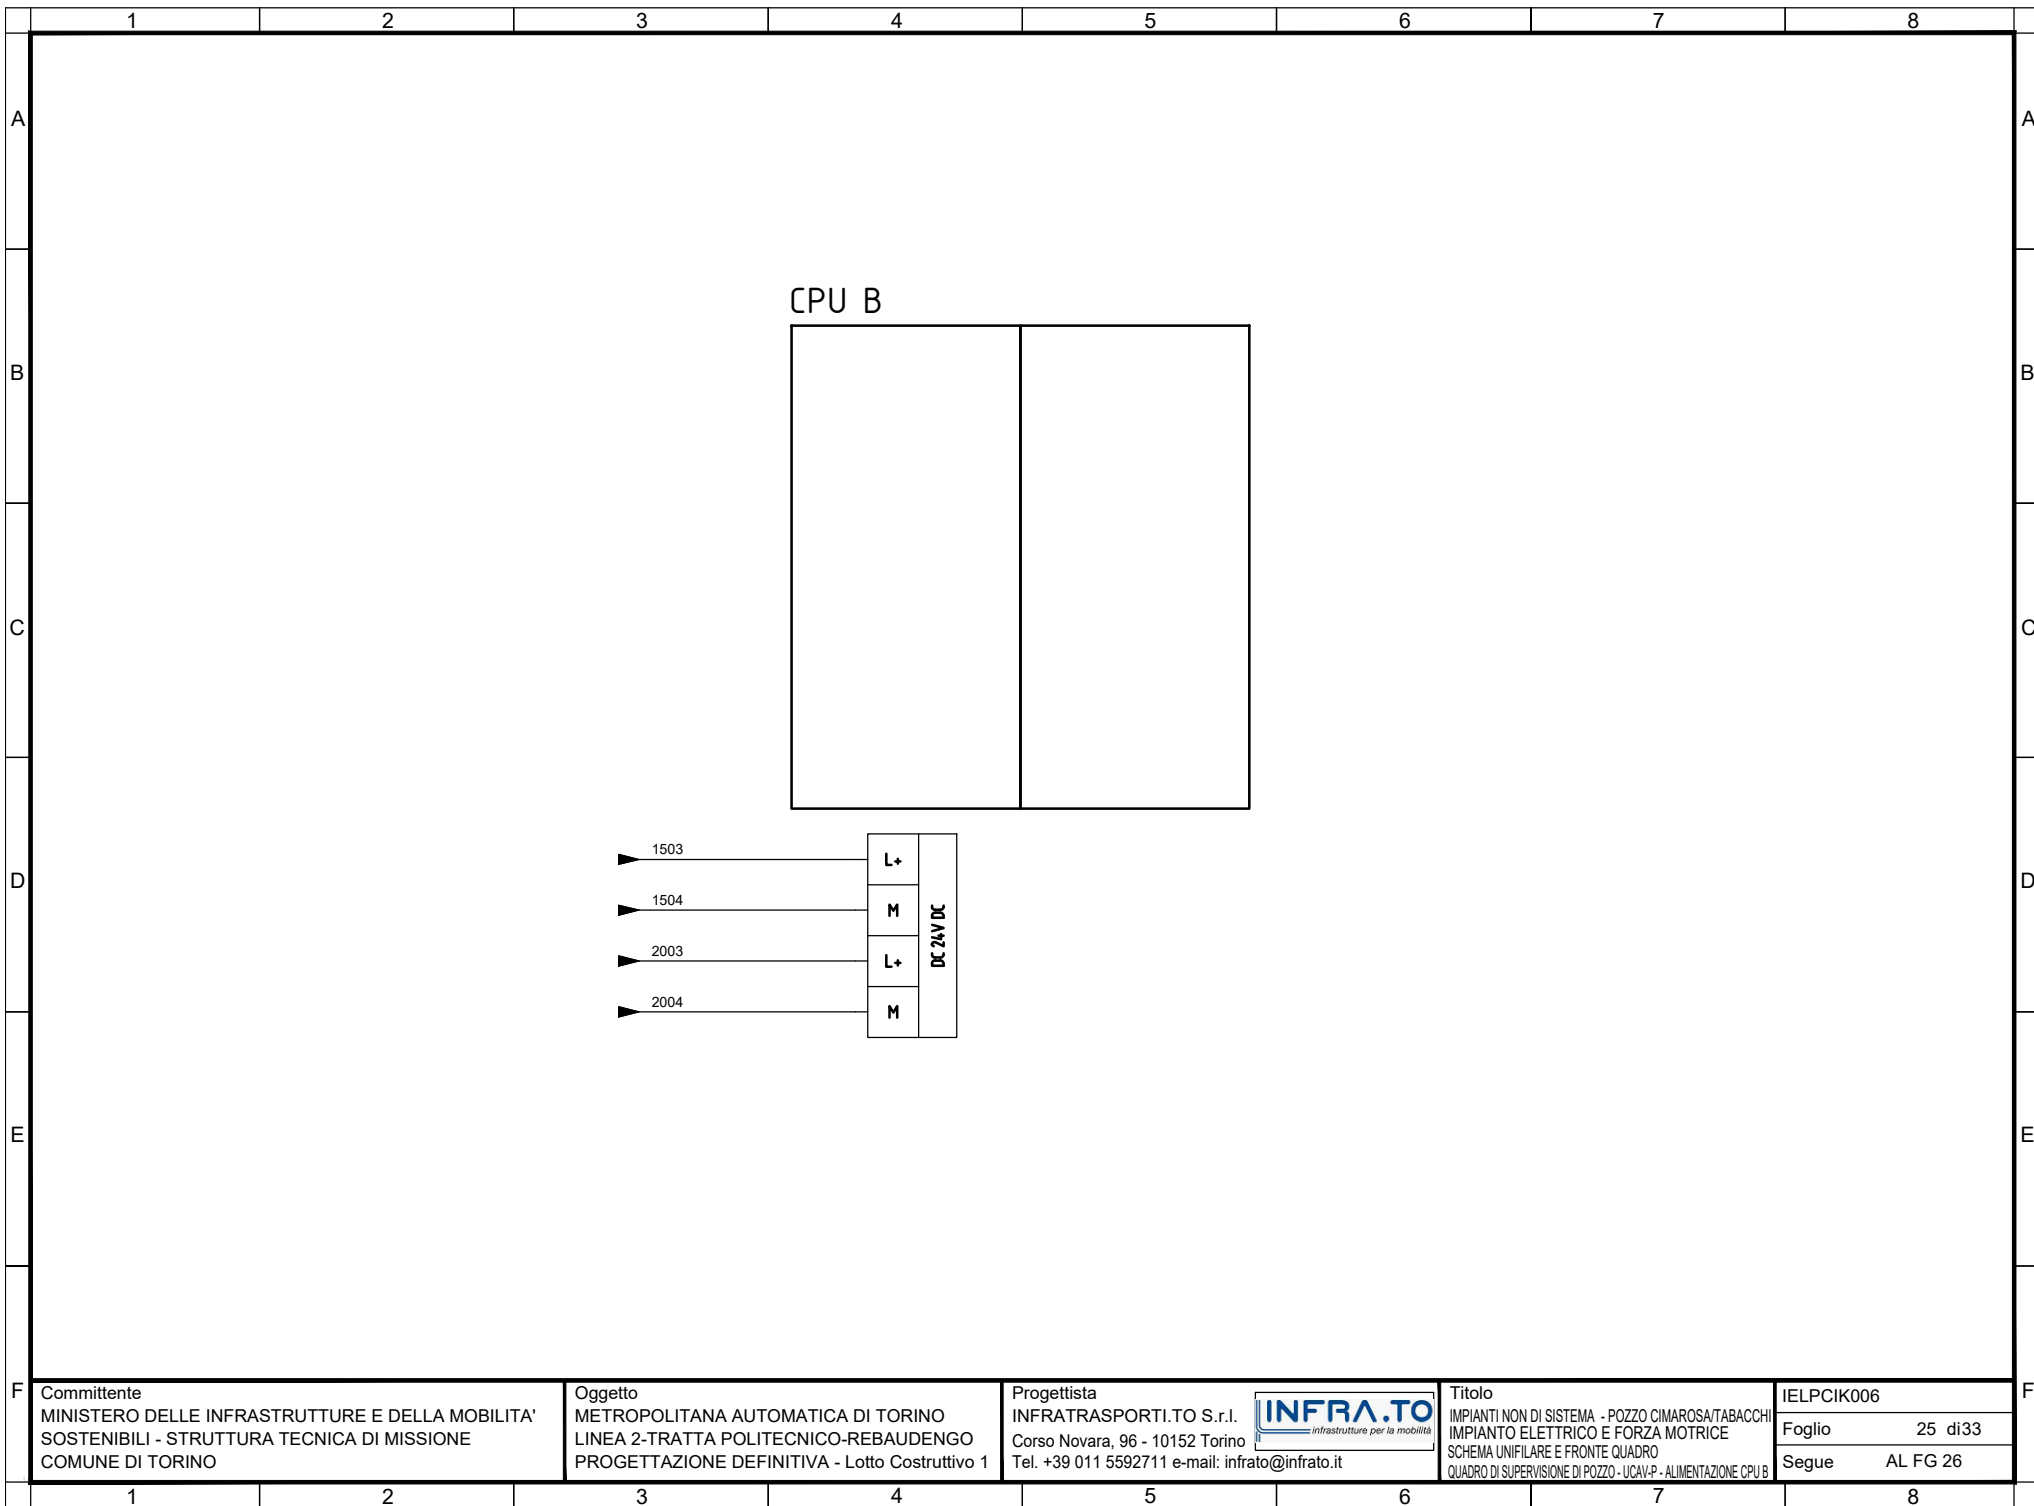 1 2 3 4 5 6 7 8
A A
CPU B
B B
C C
1503 L+
D D
1504 M
DC 24V DC
2003 L+
2004 M
E E
F F
Committente
MINISTERO DELLE INFRASTRUTTURE E DELLA MOBILITA'
SOSTENIBILI - STRUTTURA TECNICA DI MISSIONE
COMUNE DI TORINO
Oggetto
METROPOLITANA AUTOMATICA DI TORINO
LINEA 2-TRATTA POLITECNICO-REBAUDENGO
PROGETTAZIONE DEFINITIVA - Lotto Costruttivo 1
Progettista
INFRATRASPORTI.TO S.r.l.
Corso Novara, 96 - 10152 Torino
Tel. +39 011 5592711 e-mail: infrato@infrato.it
INFRA.TO
infrastrutture per la mobilità
Titolo
IMPIANTI NON DI SISTEMA - POZZO CIMAROSA/TABACCHI
IMPIANTO ELETTRICO E FORZA MOTRICE
SCHEMA UNIFILARE E FRONTE QUADRO
QUADRO DI SUPERVISIONE DI POZZO - UCAV-P - ALIMENTAZIONE CPU B
IELPCIK006
Foglio 25 di33
Segue AL FG 26
1 2 3 4 5 6 7 8